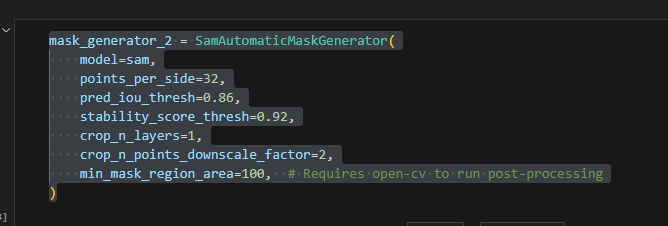 mask_generator_2 = SamAutomaticMaskGenerator(
    model=sam,
    points_per_side=32,
    pred_iou_thresh=0.86,
    stability_score_thresh=0.92,
    crop_n_layers=1,
    crop_n_points_downscale_factor=2,
    min_mask_region_area=100,  # Requires open-cv to run post-processing
)